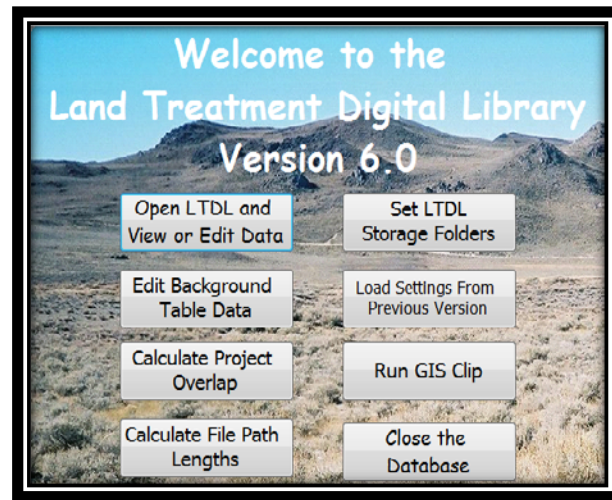 Welcome to the
Land Treatment Digital Library
Version 6.0
Open LTDL and
View or Edit Data
Set LTDL
Storage Folders
Edit Background
Table Data
Load Settings From
Previous Version
Calculate Project
Overlap
Run GIS Clip
Calculate File Path
Lengths
Close the
Database